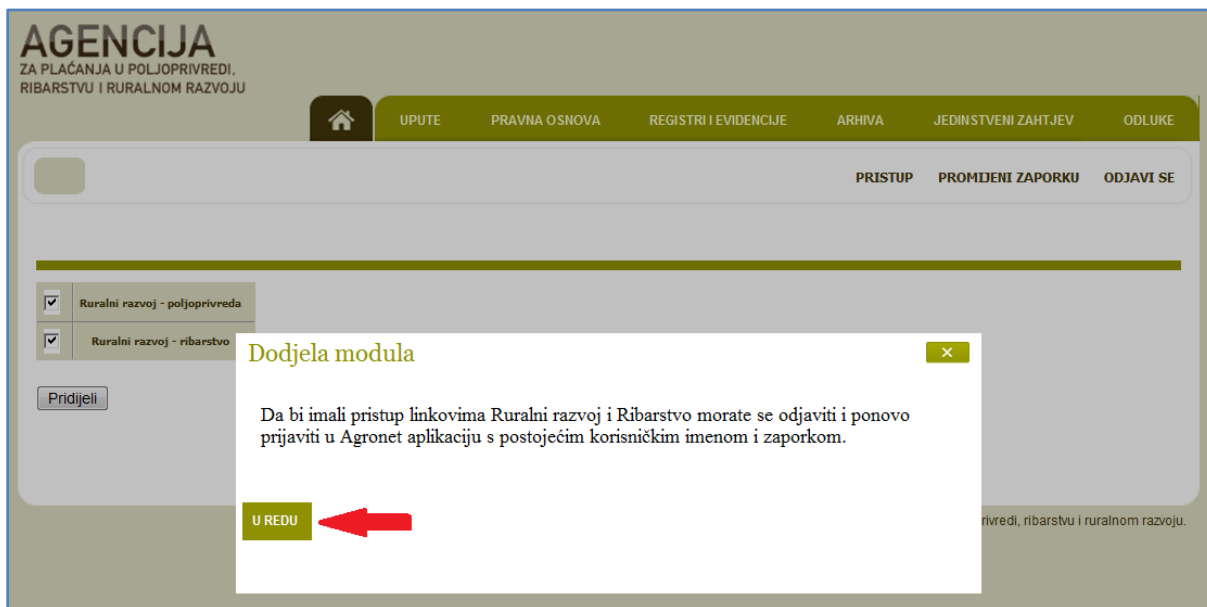 AGENCIJA
ZA PLAĆANJA U POLJOPRIVREDI,
RIBARSTVU I RURALNOM RAZVOJU
UPUTE PRAVNA OSNOVA REGISTRI I EVIDENCIJE ARHIVA JEDINSTVENI ZAHTJEV ODLUKE
PRISTUP PROMIJENI ZAPORKU ODJAVI SE
Ruralni razvoj - poljoprivreda
Ruralni razvoj - ribarstvo
Pridijeli
Dodjela modula
Da bi imali pristup linkovima Ruralni razvoj i Ribarstvo morate se odjaviti i ponovo
prijaviti u Agronet aplikaciju s postojećim korisničkim imenom i zaporkom.
U REDU
rivredi, ribarstvu i ruralnom razvoju.